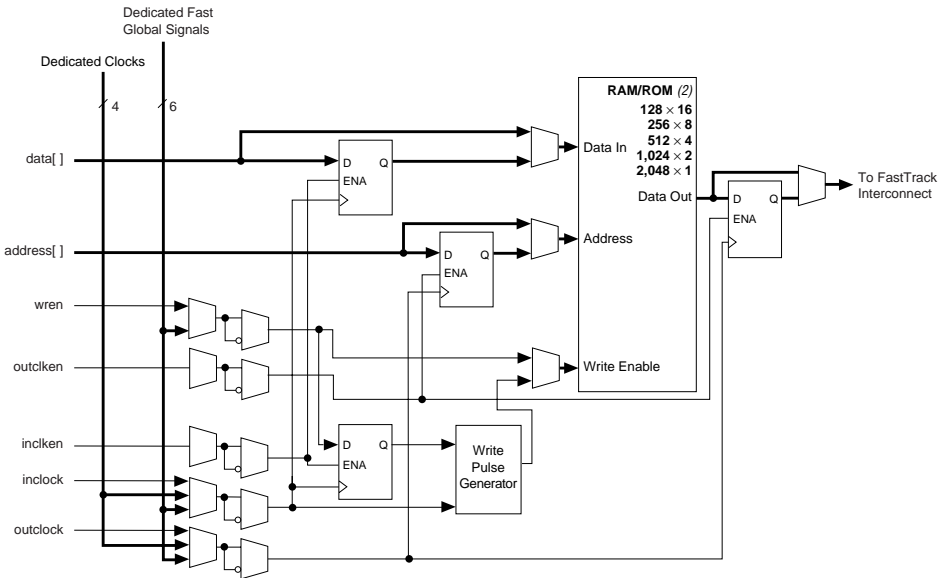 Dedicated Fast
Global Signals
Dedicated Clocks
4
6
RAM/ROM (2)
128 × 16
256 × 8
512 × 4
1,024 × 2
2,048 × 1
data[ ]
D
Q
ENA
Data In
Data Out
D
Q
ENA
To FastTrack
Interconnect
address[ ]
D
Q
ENA
Address
wren
outclken
Write Enable
inclken
D
Q
ENA
Write
Pulse
Generator
inclock
outclock